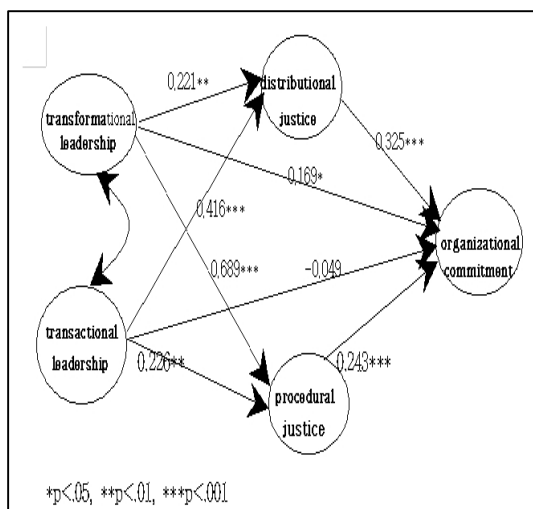 0.221**
distributional
justice
transformational
leadership
0.325***
0.169*
0.416***
organizational
commitment
0.689***
-0.049
transactional
leadership
0.226**
0.243***
procedural
justice
*p<.05, **p<.01, ***p<.001